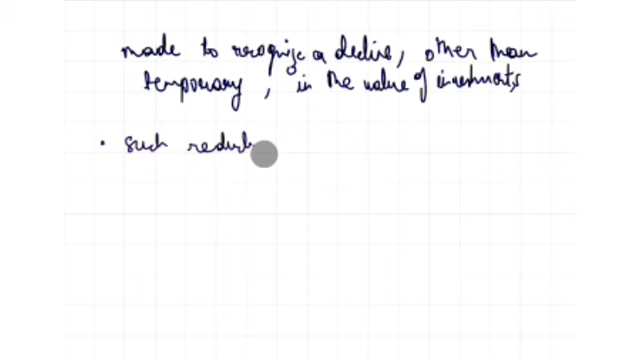 made to recognize a decline, other than
temporary, in the value of investments
• such